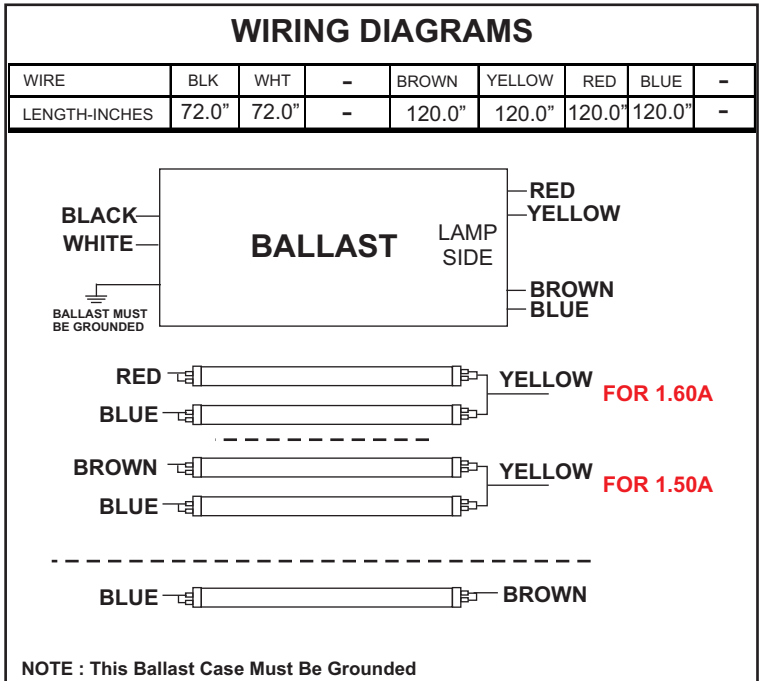 WIRING DIAGRAMS
WIRE BLK WHT - BROWN YELLOW RED BLUE -
LENGTH-INCHES 72.0” 72.0” - 120.0” 120.0” 120.0” 120.0” -
BLACK
WHITE
BALLAST MUST
BE GROUNDED
BALLAST
LAMP
SIDE
RED
YELLOW
BROWN
BLUE
RED
BLUE
YELLOW
FOR 1.60A
BROWN
BLUE
YELLOW
FOR 1.50A
BLUE BROWN
NOTE : This Ballast Case Must Be Grounded